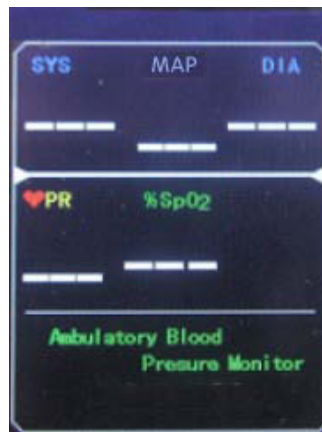 SYS MAP DIA
--- --- ---
PR %SpO2
--- ---
Ambulatory Blood
Presure Monitor